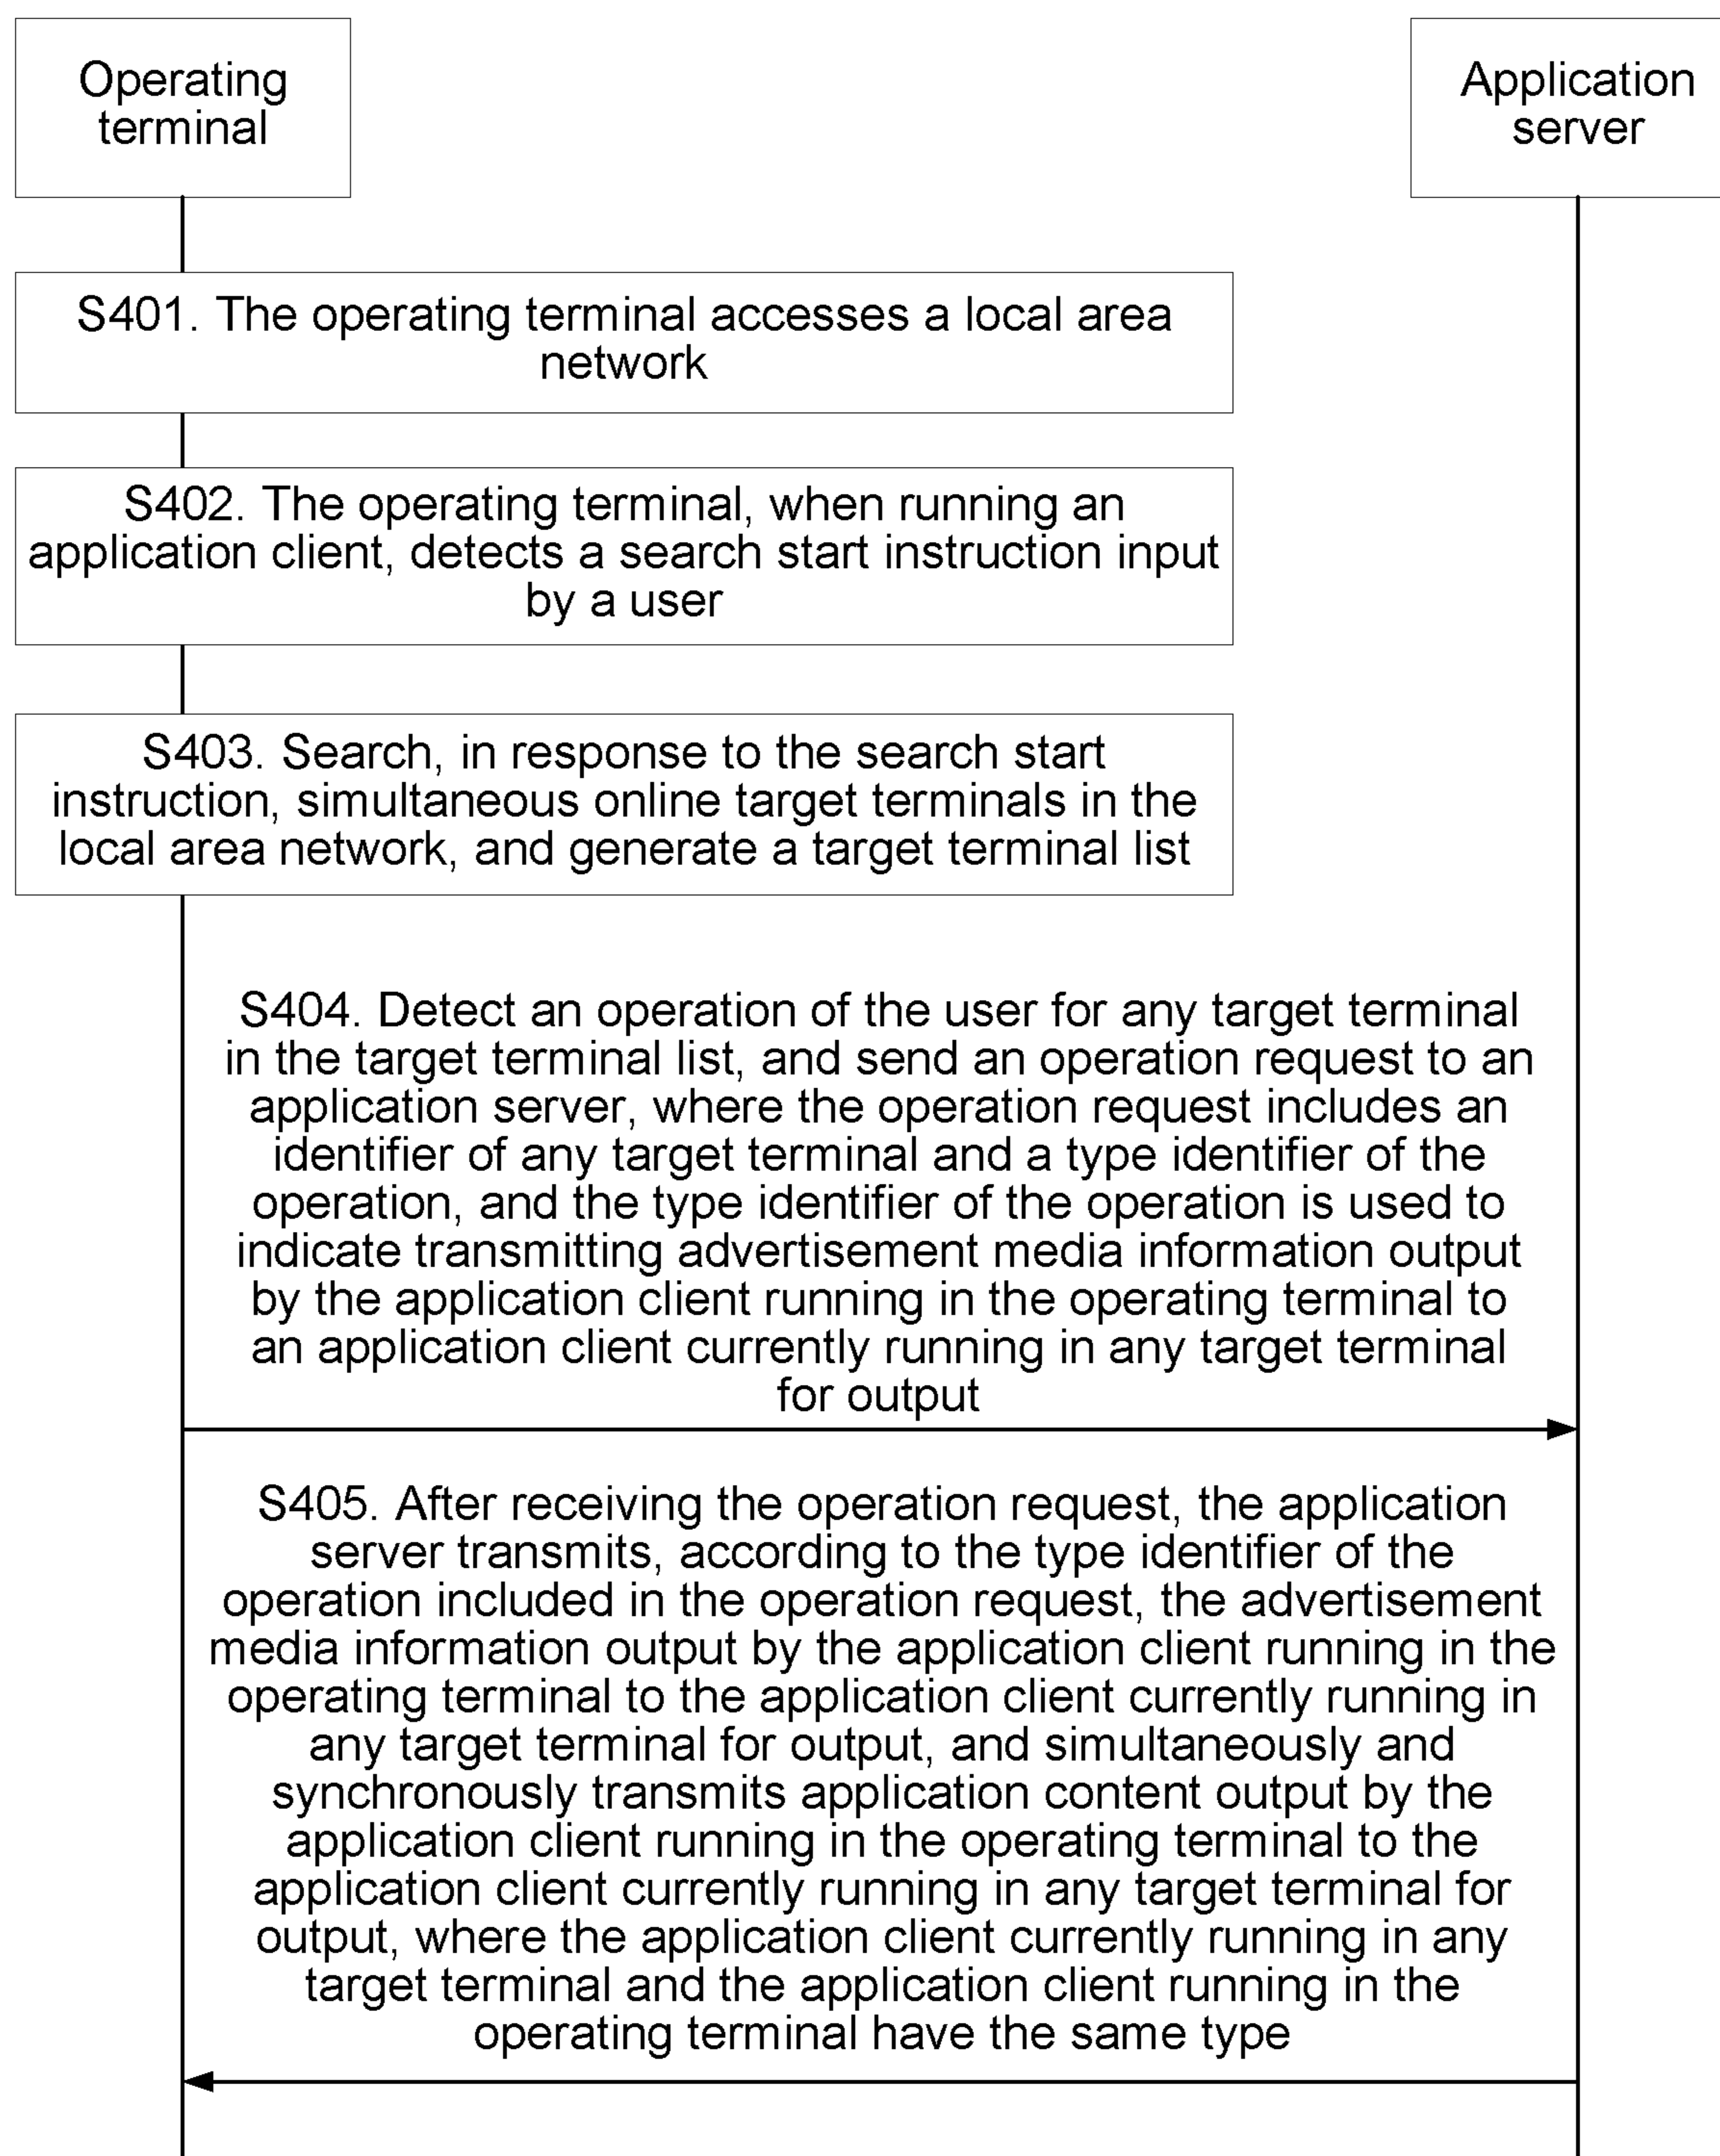 Operating
terminal
Application
server
S401. The operating terminal accesses a local area
network
S402. The operating terminal, when running an
application client, detects a search start instruction input
by a user
S403. Search, in response to the search start
instruction, simultaneous online target terminals in the
local area network, and generate a target terminal list
S404. Detect an operation of the user for any target terminal
in the target terminal list, and send an operation request to an
application server, where the operation request includes an
identifier of any target terminal and a type identifier of the
operation, and the type identifier of the operation is used to
indicate transmitting advertisement media information output
by the application client running in the operating terminal to
an application client currently running in any target terminal
for output
S405. After receiving the operation request, the application
server transmits, according to the type identifier of the
operation included in the operation request, the advertisement
media information output by the application client running in the
operating terminal to the application client currently running in
any target terminal for output, and simultaneously and
synchronously transmits application content output by the
application client running in the operating terminal to the
application client currently running in any target terminal for
output, where the application client currently running in any
target terminal and the application client running in the
operating terminal have the same type